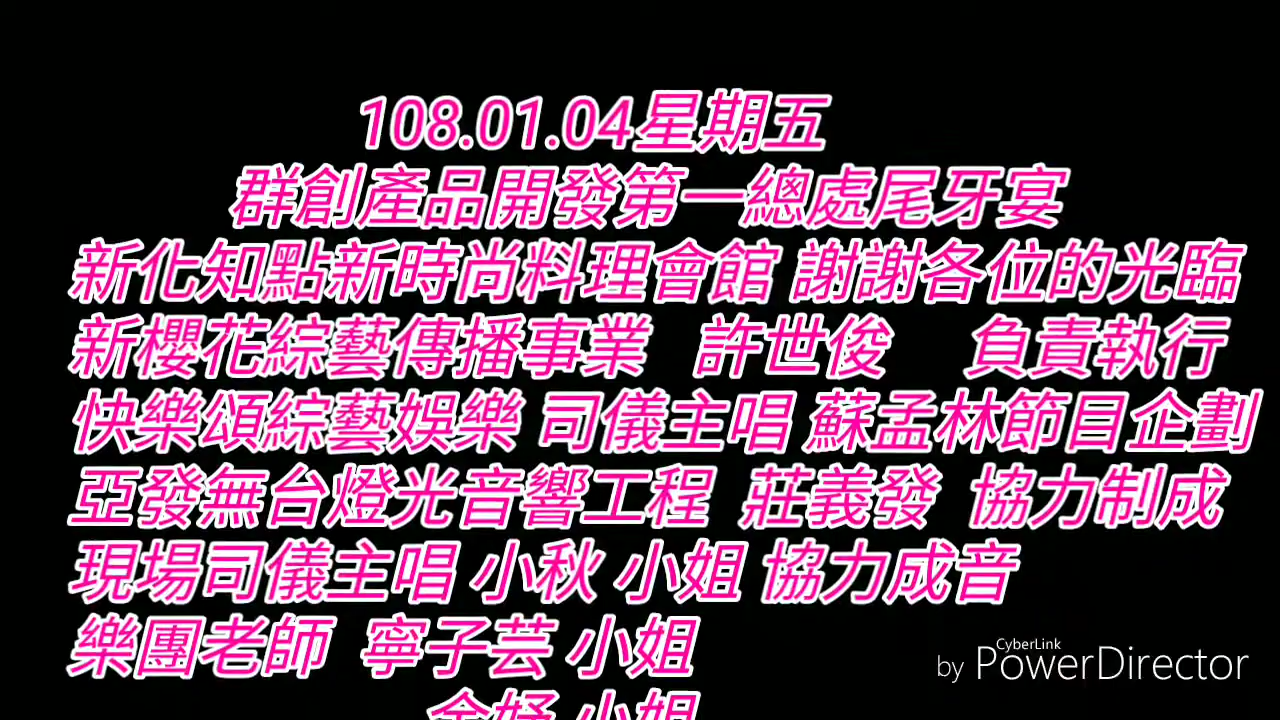 108.01.04星期五
群創產品開發第一總處尾牙宴
新化知點新時尚料理會館 謝謝各位的光臨
新櫻花綜藝傳播事業 許世俊 負責執行
快樂頌綜藝娛樂 司儀主唱 蘇孟林節目企劃
亞發無台燈光音響工程 莊義發 協力制成
現場司儀主唱 小秋 小姐 協力成音
樂團老師 寧子芸 小姐
小姐
CyberLink
by PowerDirector